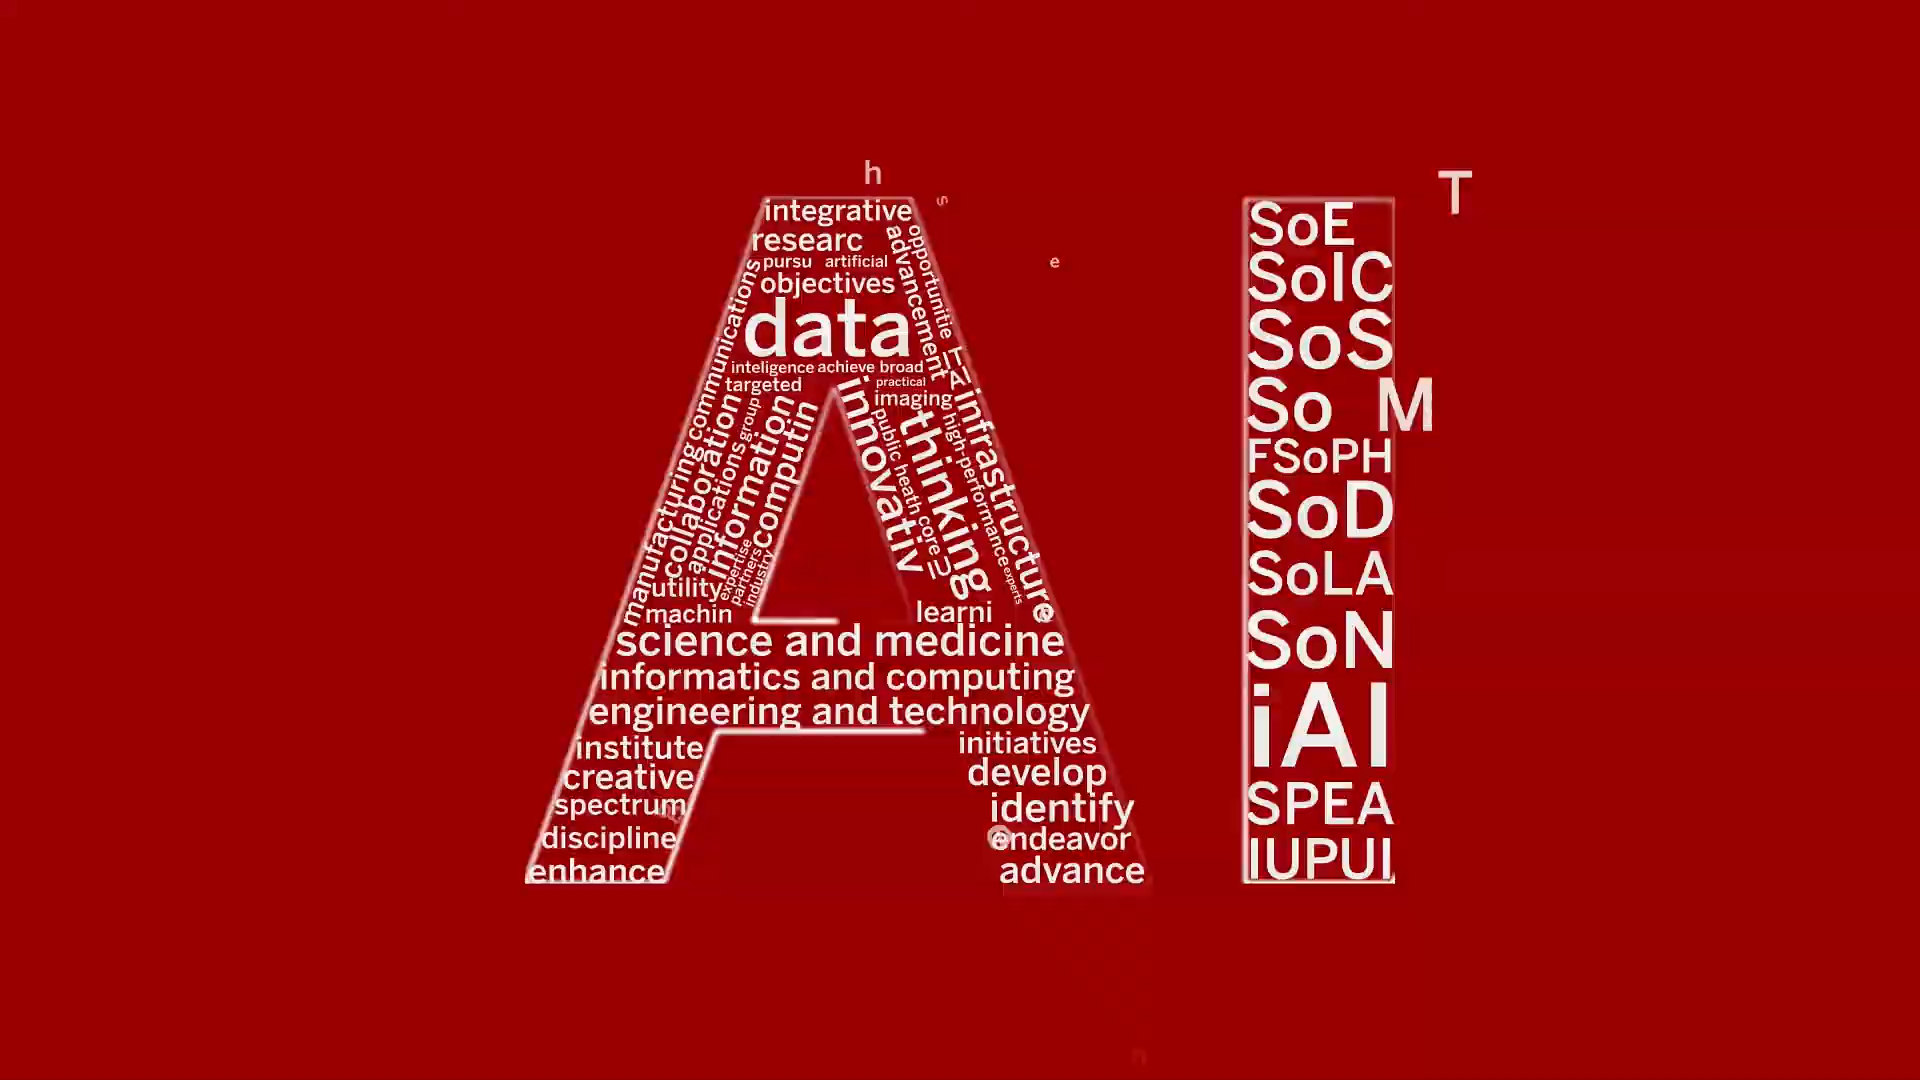 h
T
s
e
integrative
researc
pursu artificial
objectives
data
inteligence achieve broad
targeted
practical
imaging
communications
manufacturing
collaboration
applications
group
information
computin
expertise
partners
industry
utility
machin
opportunitie
advancement
IT
AI
infrastructure
innovativ
public heath core
IU
thinking
high-performance
experts
learni
science and medicine
informatics and computing
engineering and technology
institute
creative
spectrum
discipline
enhance
initiatives
develop
identify
endeavor
advance
SoE
SoIC
SoS
So M
FSoPH
SoD
SoLA
SoN
iAI
SPEA
IUPUI